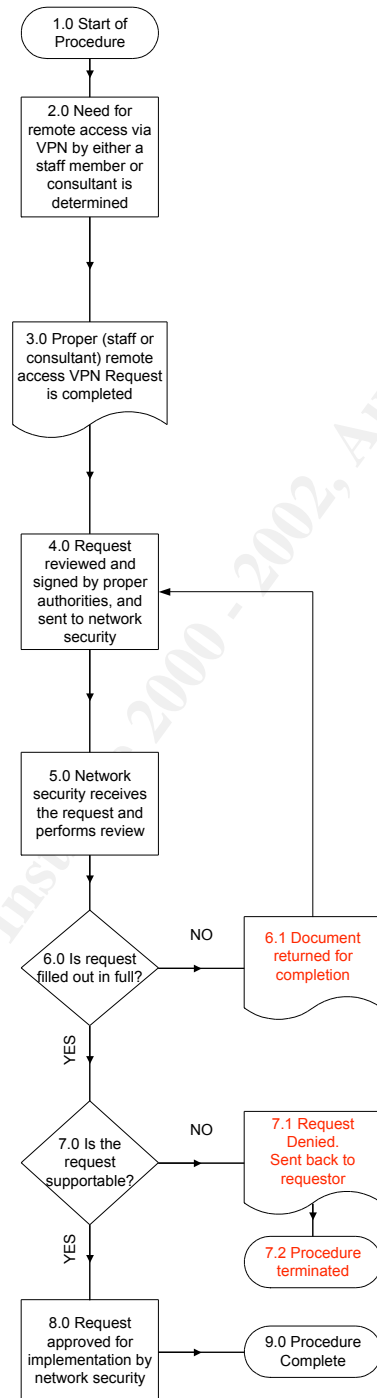 1.0 Start of
Procedure
2.0 Need for
remote access via
VPN by either a
staff member or
consultant is
determined
3.0 Proper (staff or
consultant) remote
access VPN Request
is completed
4.0 Request
reviewed and
signed by proper
authorities, and
sent to network
security
5.0 Network
security receives
the request and
performs review
6.0 Is request
filled out in full?
NO
6.1 Document
returned for
completion
YES
7.0 Is the
request
supportable?
NO
7.1 Request
Denied.
Sent back to
requestor
7.2 Procedure
terminated
YES
8.0 Request
approved for
implementation by
network security
9.0 Procedure
Complete
2000 - 2002,